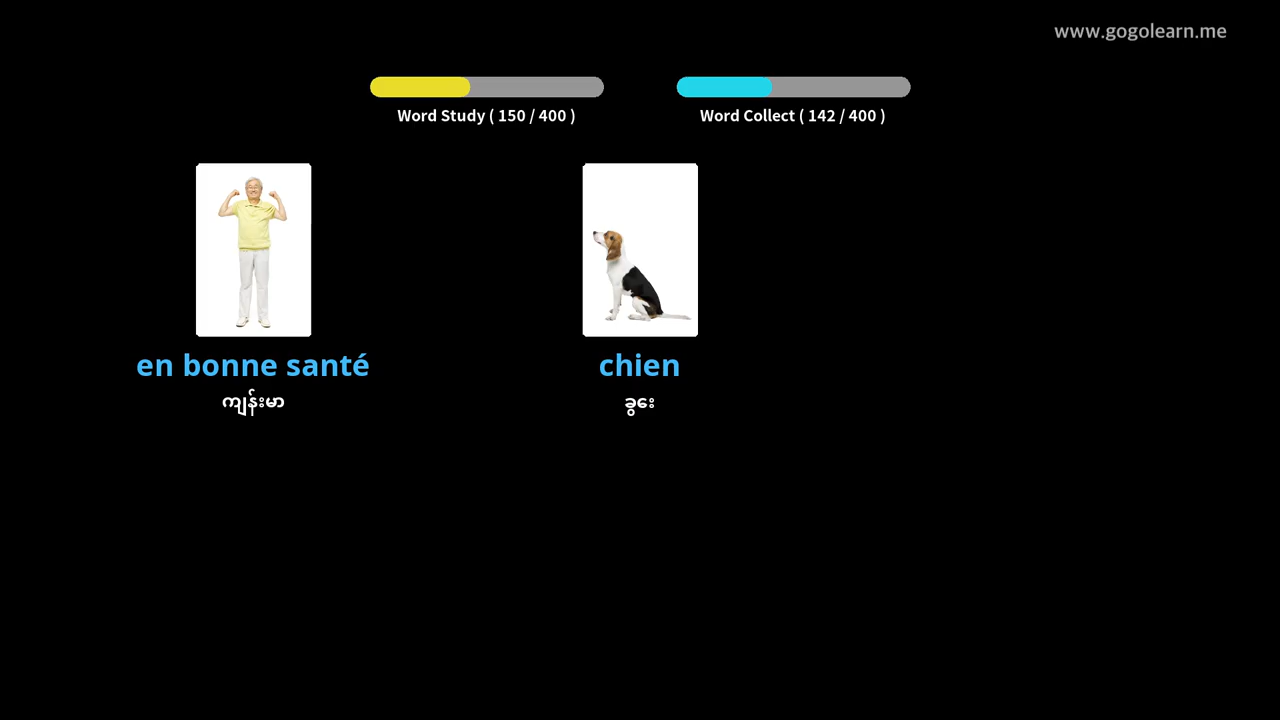 www.gogolearn.me
Word Study ( 150 / 400 )
Word Collect ( 142 / 400 )
en bonne santé
ကျန်းမာ
chien
ခွေး